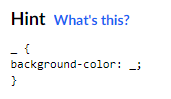 Hint What's this?
_ {
background-color: _;
}